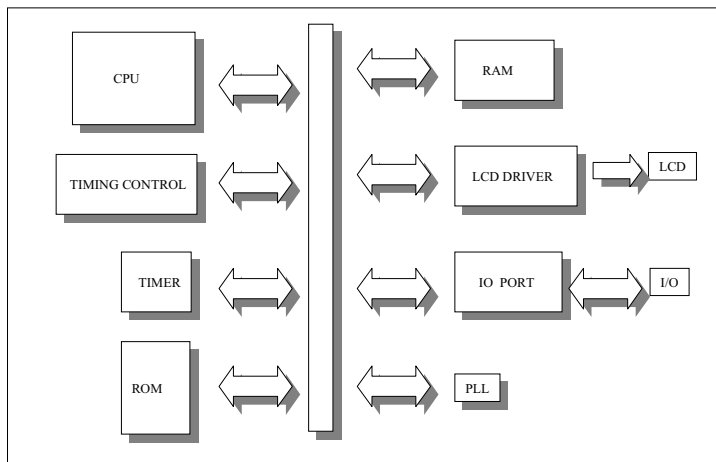 CPU
RAM
TIMING CONTROL
LCD DRIVER
LCD
TIMER
IO PORT
I/O
ROM
PLL